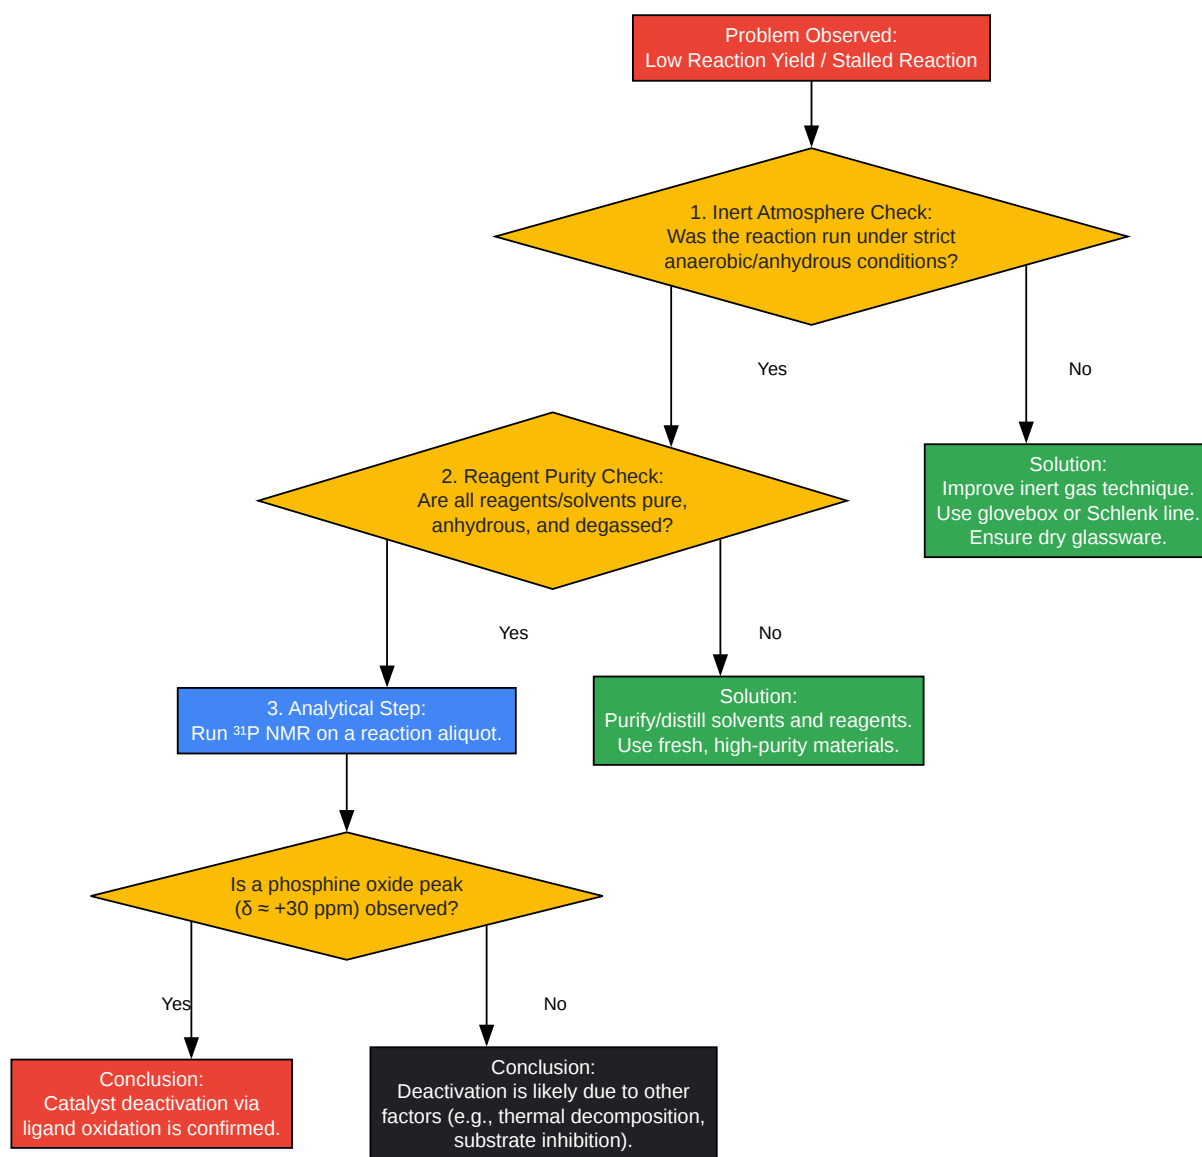 Problem Observed:
Low Reaction Yield / Stalled Reaction
1. Inert Atmosphere Check:
Was the reaction run under strict
anaerobic/anhydrous conditions?
Yes
No
2. Reagent Purity Check:
Are all reagents/solvents pure,
anhydrous, and degassed?
Solution:
Improve inert gas technique.
Use glovebox or Schlenk line.
Ensure dry glassware.
Yes
No
3. Analytical Step:
Run ³¹P NMR on a reaction aliquot.
Solution:
Purify/distill solvents and reagents.
Use fresh, high-purity materials.
Is a phosphine oxide peak
(δ ≈ +30 ppm) observed?
Yes
No
Conclusion:
Catalyst deactivation via
ligand oxidation is confirmed.
Conclusion:
Deactivation is likely due to other
factors (e.g., thermal decomposition,
substrate inhibition).